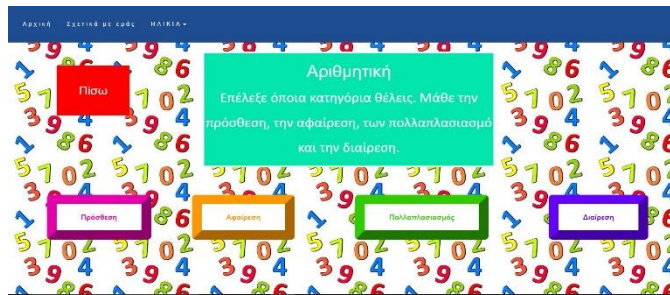 Αρχική Σχετικά με εμάς ΗΛΙΚΙΑ
Πίσω
Αριθμητική
Επέλεξε όποια κατηγόρια θέλεις. Μάθε την
πρόσθεση, την αφαίρεση, των πολλαπλασιασμό
και την διαίρεση.
Πρόσθεση Αφαίρεση Πολλαπλασιασμός Διαίρεση